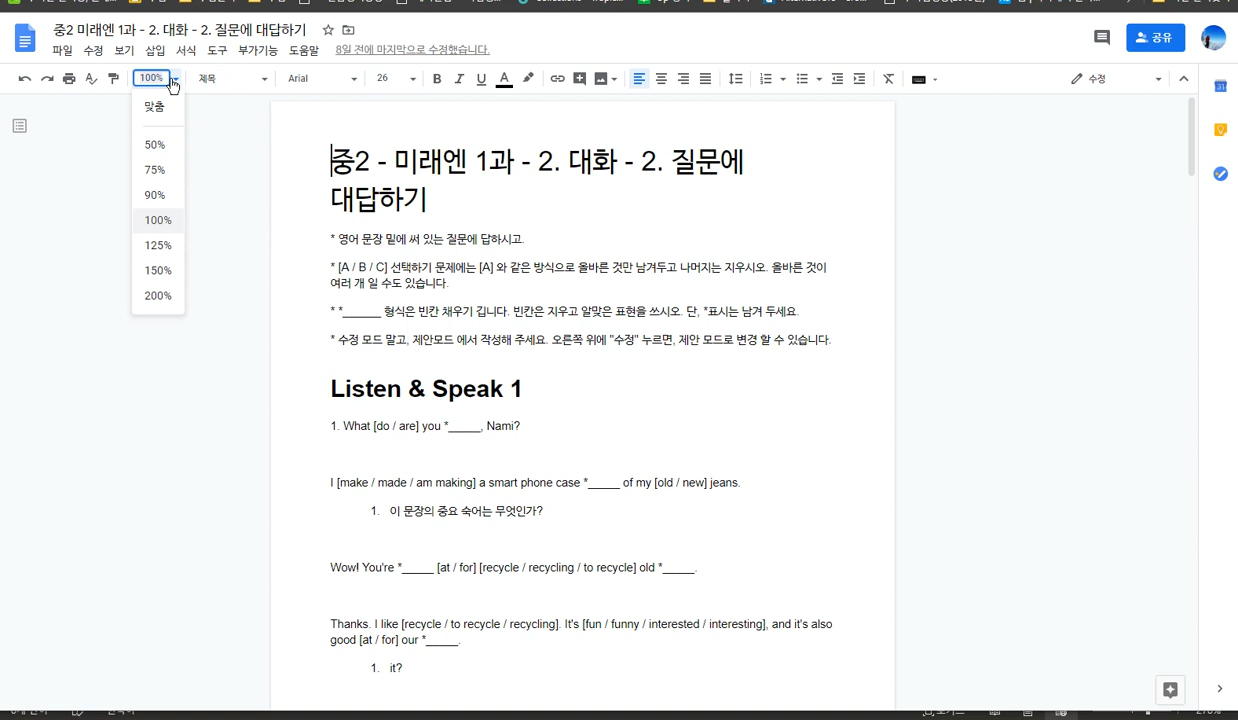 중2 미래엔 1과 - 2. 대화 - 2. 질문에 대답하기
파일 수정 보기 삽입 서식 도구 부가기능 도움말 8일 전에 마지막으로 수정했습니다.
공유
100% 제목 Arial 26 B I U A 수정
맞춤
50%
75%
90%
100%
125%
150%
200%
중2 - 미래엔 1과 - 2. 대화 - 2. 질문에
대답하기
* 영어 문장 밑에 써 있는 질문에 답하시고.
* [A / B / C] 선택하기 문제에는 [A] 와 같은 방식으로 올바른 것만 남겨두고 나머지는 지우시오. 올바른 것이
여러 개 일 수도 있습니다.
* *______ 형식은 빈칸 채우기 깁니다. 빈칸은 지우고 알맞은 표현을 쓰시오. 단, *표시는 남겨 두세요.
* 수정 모드 말고, 제안모드 에서 작성해 주세요. 오른쪽 위에 "수정" 누르면, 제안 모드로 변경 할 수 있습니다.
Listen & Speak 1
1. What [do / are] you *_____, Nami?
I [make / made / am making] a smart phone case *_____ of my [old / new] jeans.
1. 이 문장의 중요 숙어는 무엇인가?
Wow! You're *_____ [at / for] [recycle / recycling / to recycle] old *_____.
Thanks. I like [recycle / to recycle / recycling]. It's [fun / funny / interested / interesting], and it's also
good [at / for] our *_____.
1. it?